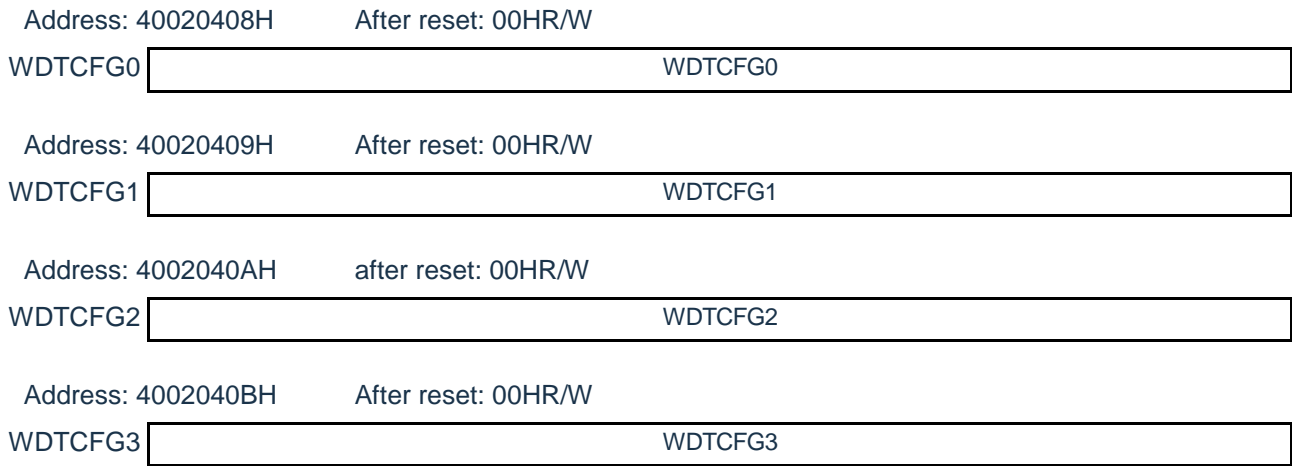 Address: 40020408H After reset: 00HR/W
WDTCFG0 WDTCFG0
Address: 40020409H After reset: 00HR/W
WDTCFG1 WDTCFG1
Address: 4002040AH after reset: 00HR/W
WDTCFG2 WDTCFG2
Address: 4002040BH After reset: 00HR/W
WDTCFG3 WDTCFG3